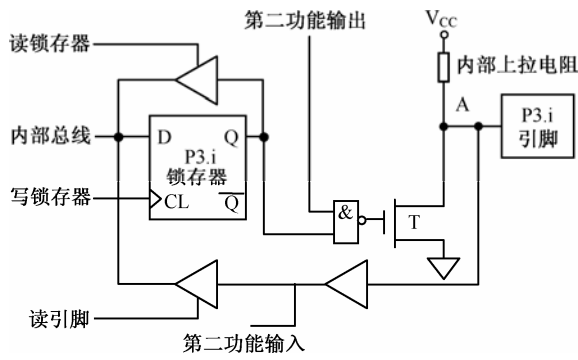 第二功能输出
V_CC
读锁存器
内部上拉电阻
A
P3.i
引脚
内部总线
D
Q
P3.i
锁存器
写锁存器
CL
Q̅
&
T
读引脚
第二功能输入